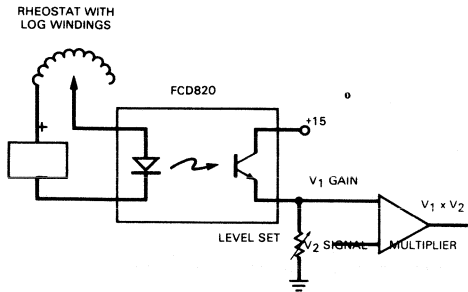 RHEOSTAT WITH
LOG WINDINGS
FCD820
+15
+
V1 GAIN
V1 x V2
LEVEL SET
V2 SIGNAL
MULTIPLIER